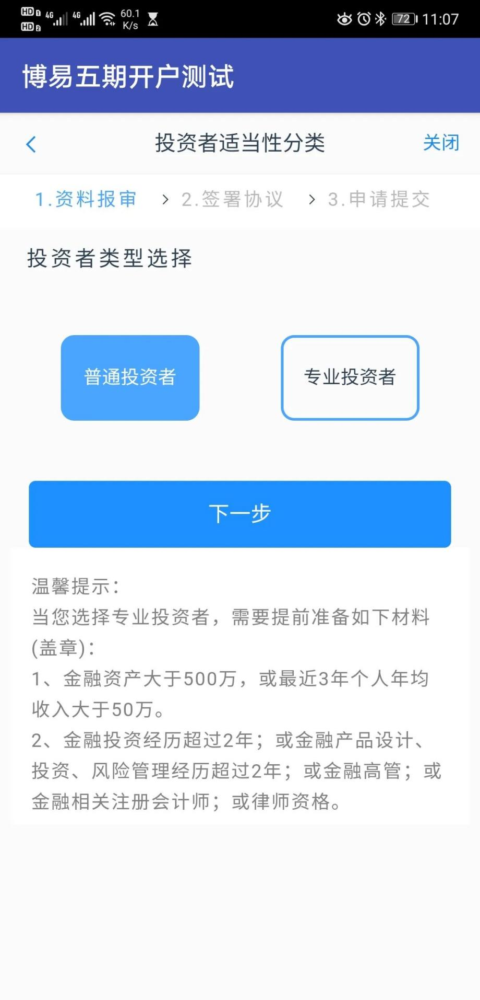 HD 1 4G 4G 60.1 K/s 72 11:07
HD 2
博易五期开户测试
投资者适当性分类 关闭
1.资料报审 > 2.签署协议 > 3.申请提交
投资者类型选择
普通投资者 专业投资者
下一步
温馨提示：
当您选择专业投资者，需要提前准备如下材料
(盖章)：
1、金融资产大于500万，或最近3年个人年均
收入大于50万。
2、金融投资经历超过2年；或金融产品设计、
投资、风险管理经历超过2年；或金融高管；或
金融相关注册会计师；或律师资格。